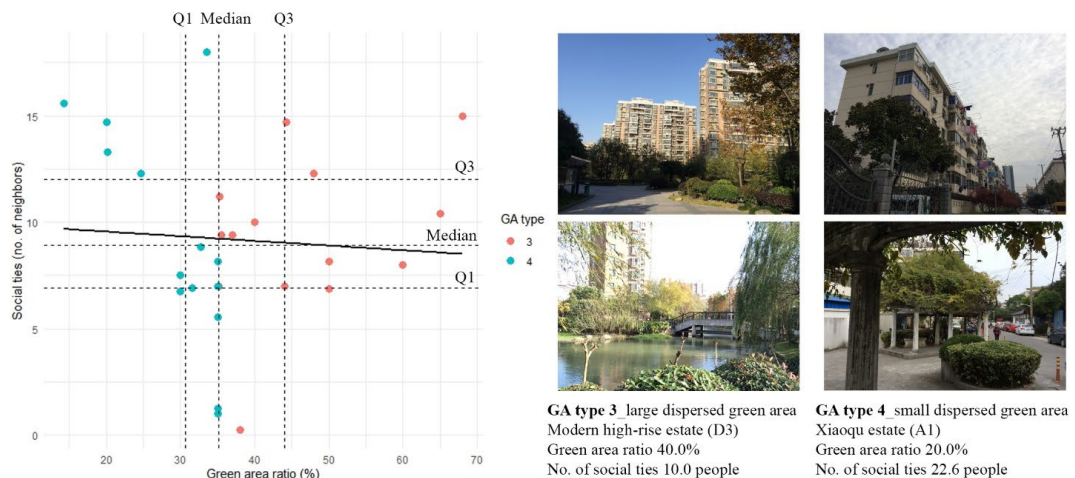 Q1 Median Q3
15
10
5
0
Q3
Median
Q1
Social ties (no. of neighbors)
20 30 40 50 60 70
Green area ratio (%)
GA type
3
4
GA type 3_large dispersed green area
Modern high-rise estate (D3)
Green area ratio 40.0%
No. of social ties 10.0 people
GA type 4_small dispersed green area
Xiaoqu estate (A1)
Green area ratio 20.0%
No. of social ties 22.6 people